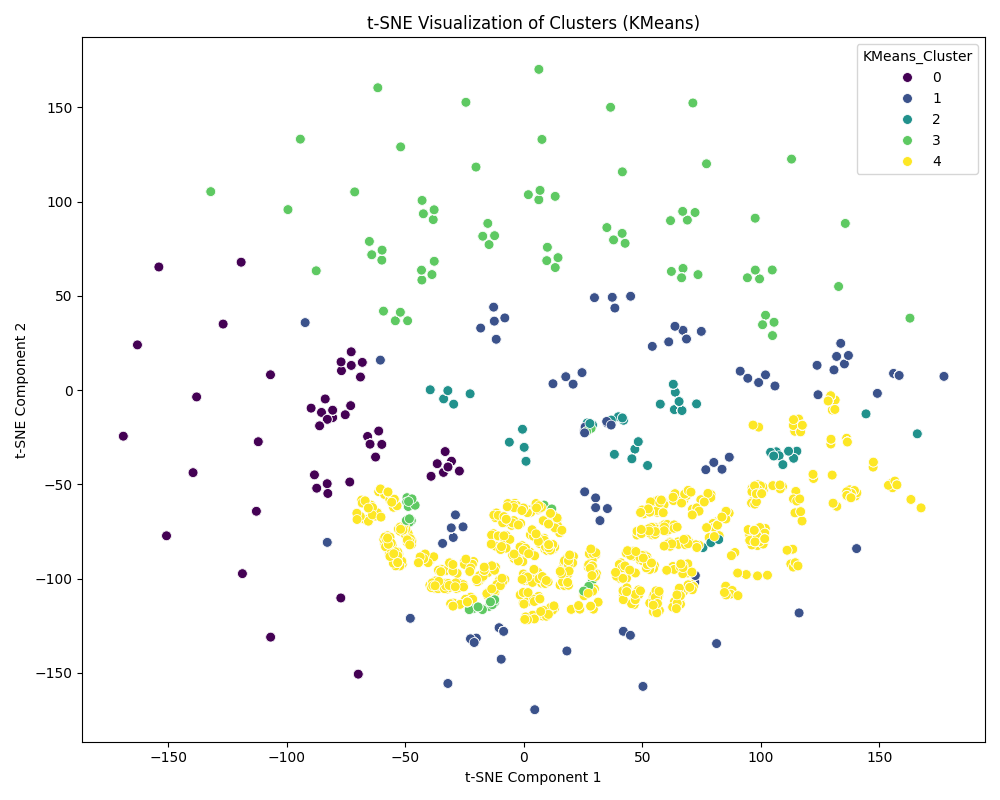 t-SNE Visualization of Clusters (KMeans)
KMeans_Cluster
0
1
2
3
4
150
100
50
0
−50
−100
−150
t-SNE Component 2
−150 −100 −50 0 50 100 150
t-SNE Component 1